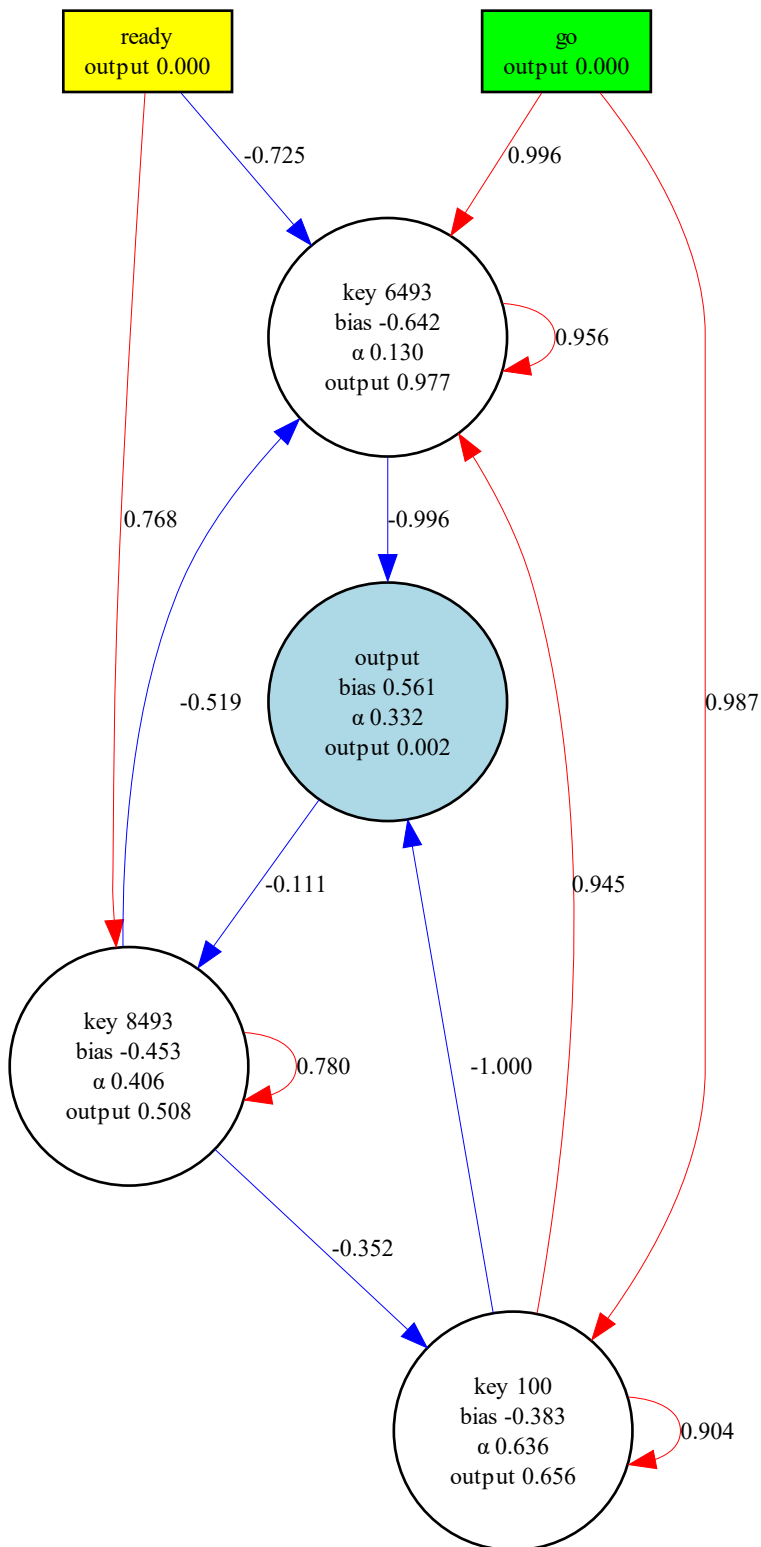 ready
output 0.000
go
output 0.000
-0.725
0.996
key 6493
bias -0.642
α 0.130
output 0.977
0.956
0.768
-0.996
-0.519
output
bias 0.561
α 0.332
output 0.002
0.987
-0.111
0.945
key 8493
bias -0.453
α 0.406
output 0.508
0.780
-1.000
-0.352
key 100
bias -0.383
α 0.636
output 0.656
0.904